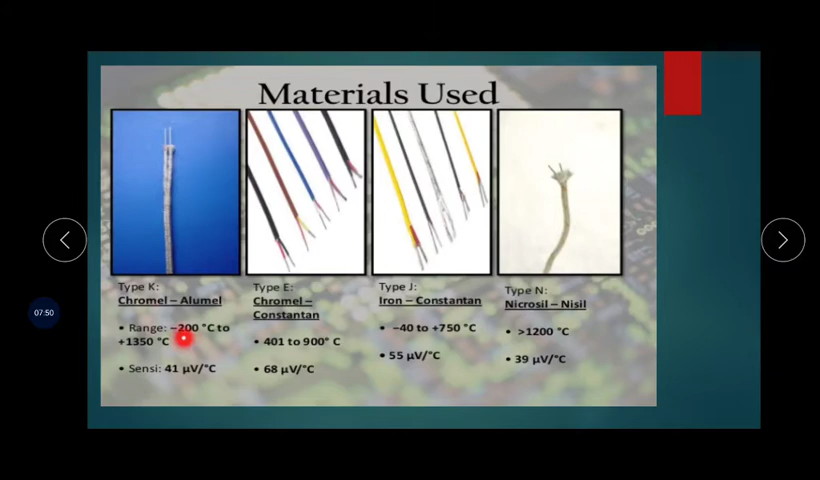 Materials Used
Type K:
Chromel – Alumel
• Range: −200 °C to
+1350 °C
• Sensi: 41 µV/°C
Type E:
Chromel –
Constantan
• 401 to 900° C
• 68 µV/°C
Type J:
Iron – Constantan
• −40 to +750 °C
• 55 µV/°C
Type N:
Nicrosil – Nisil
• >1200 °C
• 39 µV/°C
07:50